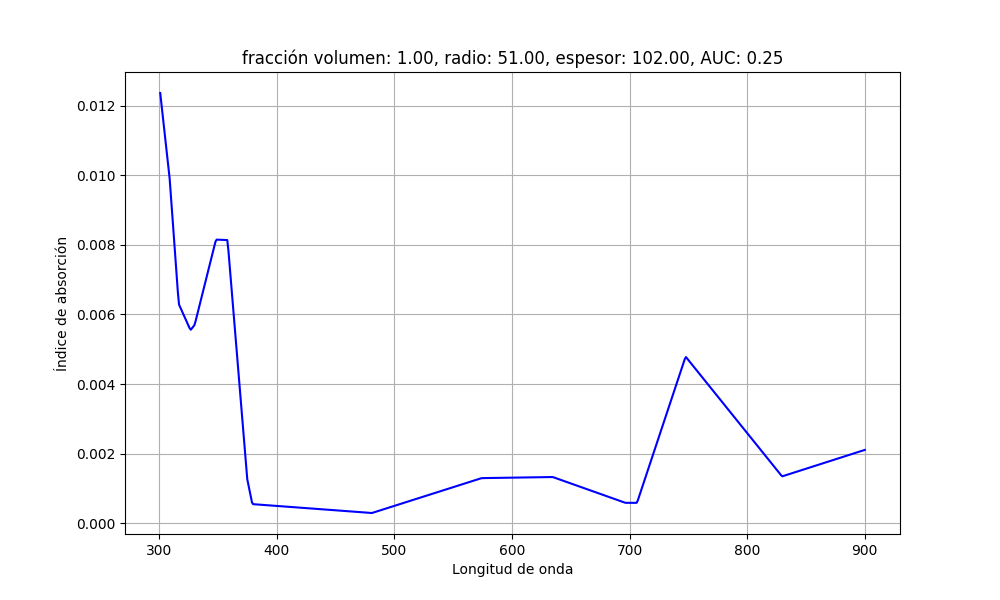 fracción volumen: 1.00, radio: 51.00, espesor: 102.00, AUC: 0.25
0.012
0.010
0.008
0.006
0.004
0.002
0.000
Índice de absorción
300 400 500 600 700 800 900
Longitud de onda